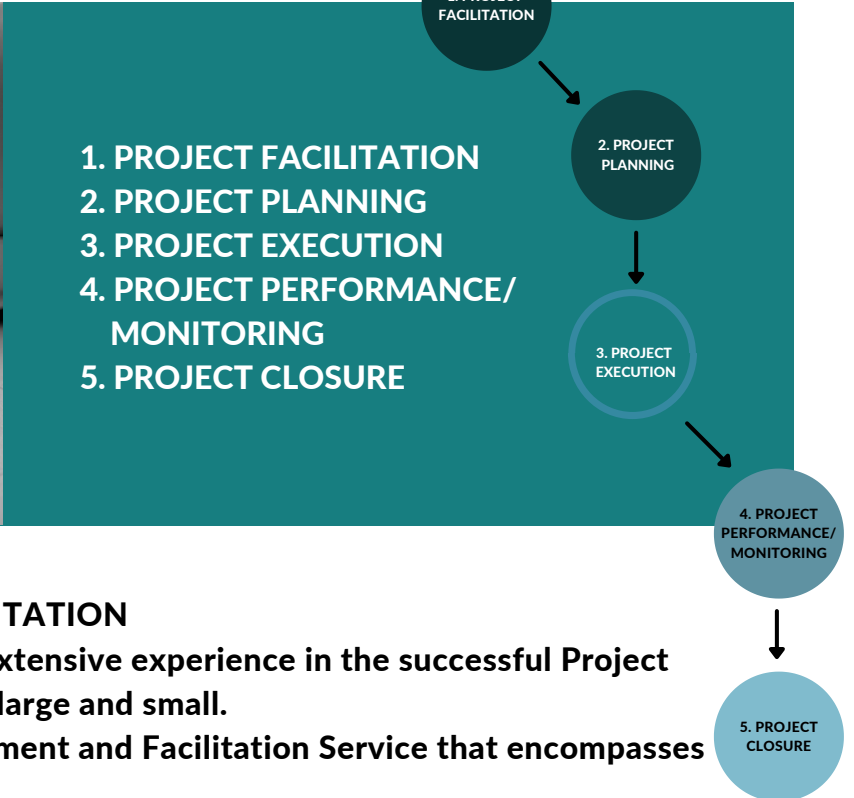 FACILITATION
1. PROJECT FACILITATION
2. PROJECT PLANNING
3. PROJECT EXECUTION
4. PROJECT PERFORMANCE/
MONITORING
5. PROJECT CLOSURE
2. PROJECT
PLANNING
3. PROJECT
EXECUTION
4. PROJECT
PERFORMANCE/
MONITORING
5. PROJECT
CLOSURE
TATION
xtensive experience in the successful Project
large and small.
ment and Facilitation Service that encompasses